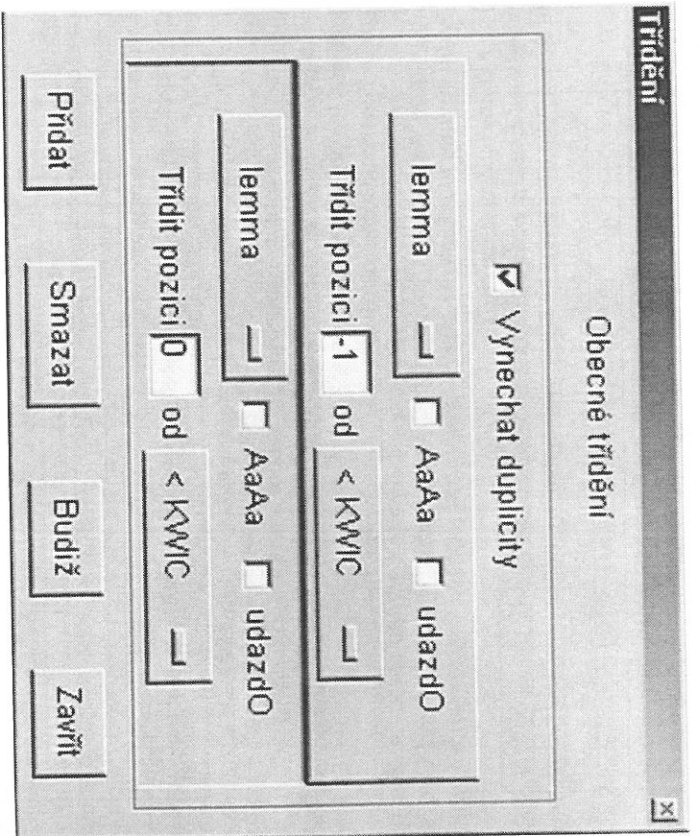 Třídění
Obecné třídění
Vynechat duplicity
lemma AaAa udazdO
Třídit pozici -1 od < KWIC
lemma AaAa udazdO
Třídit pozici 0 od < KWIC
Přidat Smazat Budiž Zavřít